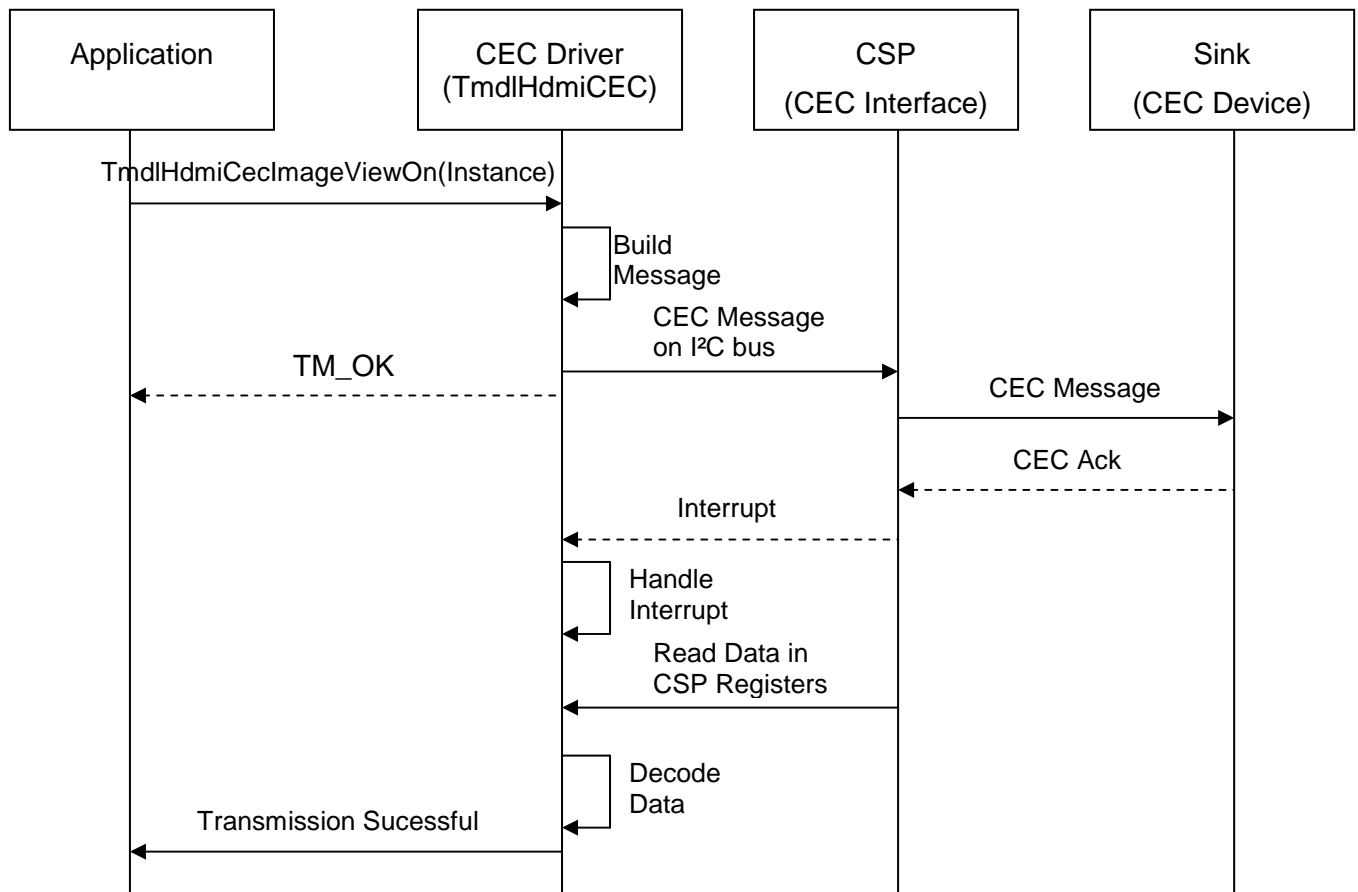 Application
CEC Driver
(TmdlHdmiCEC)
CSP
(CEC Interface)
Sink
(CEC Device)
TmdlHdmiCecImageViewOn(Instance)
Build
Message
CEC Message
on I²C bus
TM_OK
CEC Message
CEC Ack
Interrupt
Handle
Interrupt
Read Data in
CSP Registers
Decode
Data
Transmission Sucessful